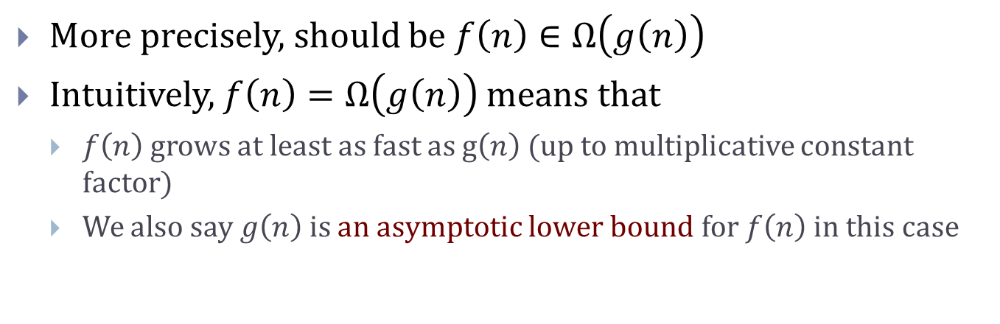 More precisely, should be f(n) ∈ Ω(g(n))
Intuitively, f(n) = Ω(g(n)) means that
f(n) grows at least as fast as g(n) (up to multiplicative constant
factor)
We also say g(n) is an asymptotic lower bound for f(n) in this case